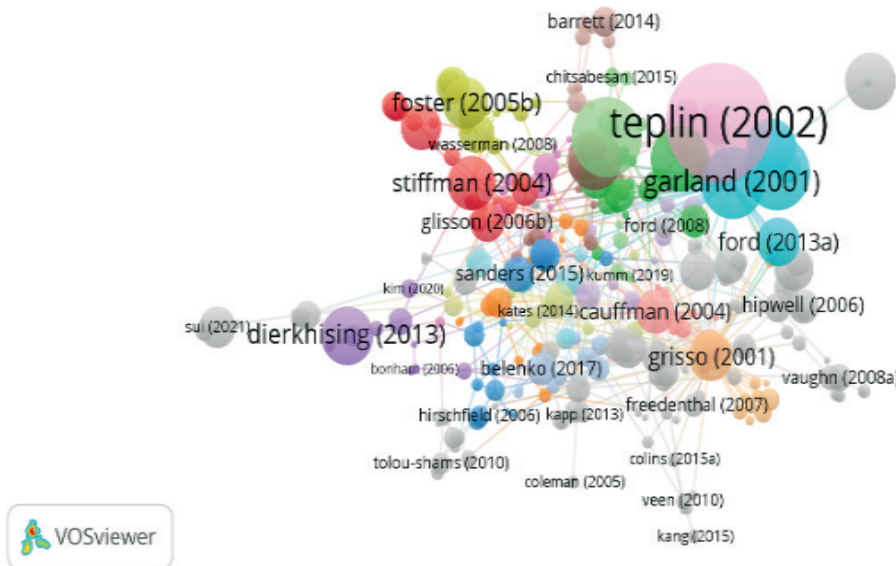 barrett (2014)
chitsabesan (2015)
foster (2005b)
teplin (2002)
wasserman (2008)
stiffman (2004)
garland (2001)
glisson (2006b)
ford (2008)
ford (2013a)
sanders (2015)
kumm (2019)
kim (2020)
kates (2014)
cauffman (2004)
hipwell (2006)
sui (2021)
dierkhising (2013)
grisso (2001)
bonham (2006)
belenko (2017)
vaughn (2008a)
hirschfield (2006)
kapp (2013)
freedenthal (2007)
tolou-shams (2010)
colins (2015a)
coleman (2005)
veen (2010)
kang (2015)
VOSviewer